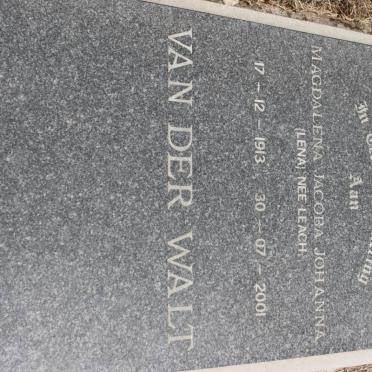 Aan
MAGDALENA JACOBA JOHANNA
(LENA) NEE LEACH
17 - 12 - 1913 30 - 07 - 2001
VAN DER WALT